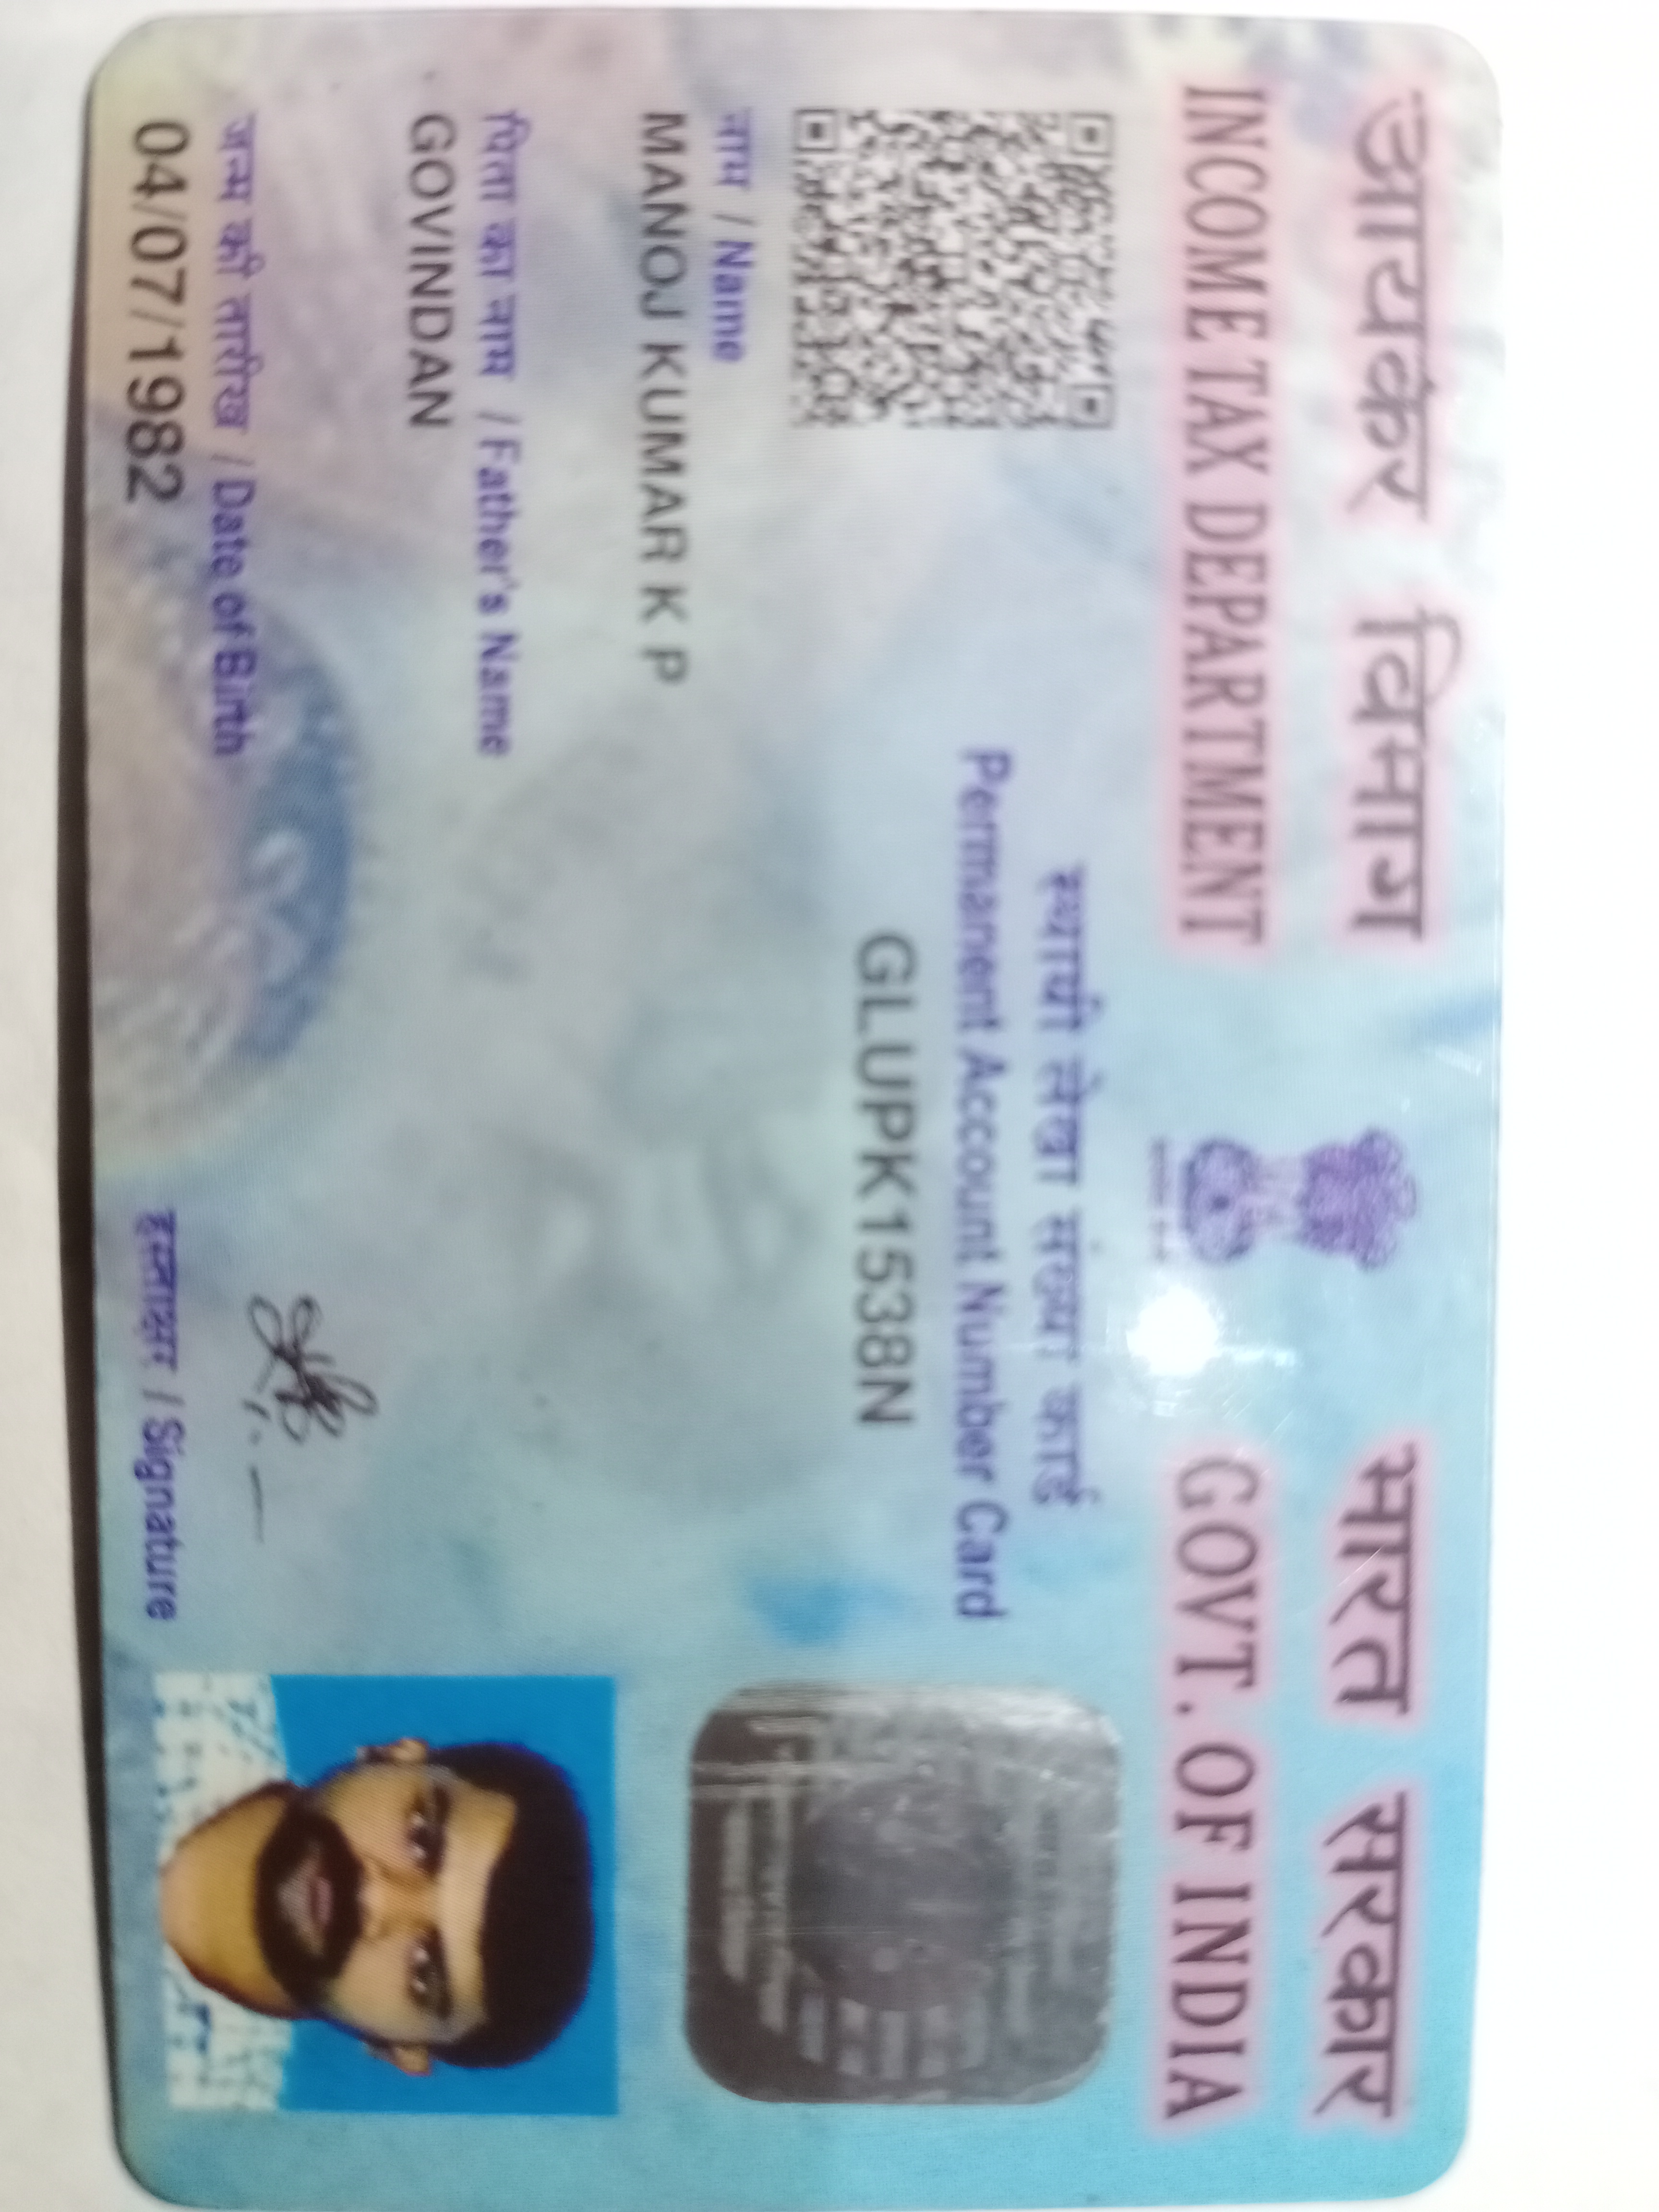 आयकर विभाग
INCOME TAX DEPARTMENT
भारत सरकार
GOVT. OF INDIA
स्थायी लेखा संख्या कार्ड
Permanent Account Number Card
GLUPK1538N
नाम / Name
MANOJ KUMAR K P
पिता का नाम / Father's Name
GOVINDAN
जन्म की तारीख / Date of Birth
04/07/1982
हस्ताक्षर / Signature